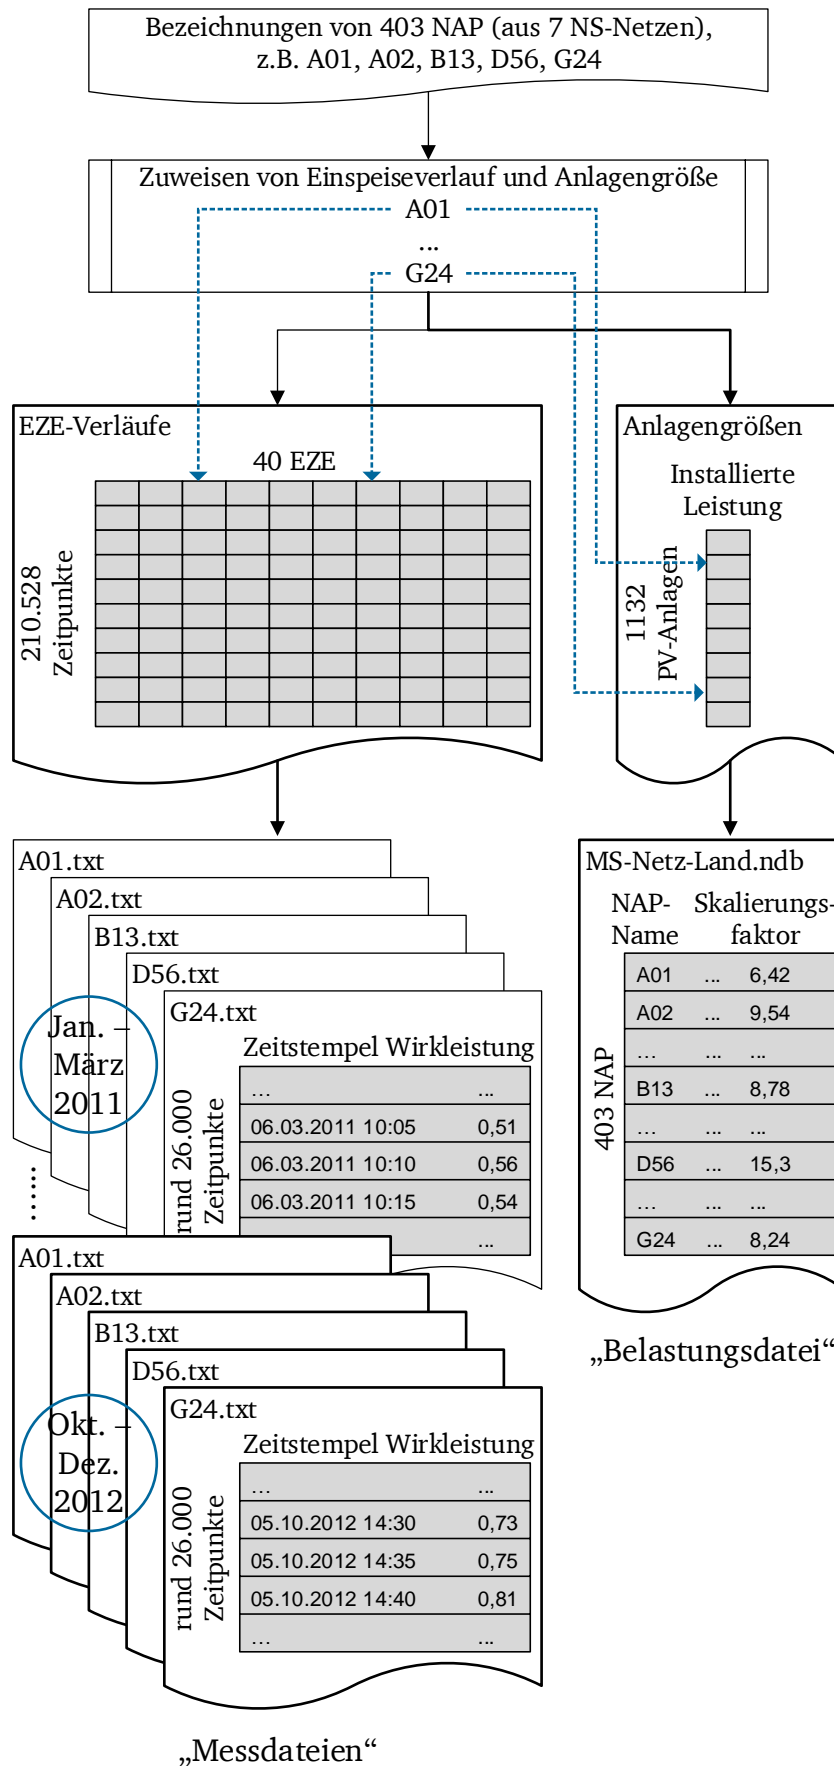 Bezeichnungen von 403 NAP (aus 7 NS-Netzen),
z.B. A01, A02, B13, D56, G24
Zuweisen von Einspeiseverlauf und Anlagengröße
A01
...
G24
EZE-Verläufe
40 EZE
210.528
Zeitpunkte
Anlagengrößen
Installierte
Leistung
1132
PV-Anlagen
A01.txt
A02.txt
B13.txt
D56.txt
G24.txt
Jan. –
März
2011
Zeitstempel Wirkleistung
rund 26.000
Zeitpunkte
... ...
06.03.2011 10:05 0,51
06.03.2011 10:10 0,56
06.03.2011 10:15 0,54
...
......
A01.txt
A02.txt
B13.txt
D56.txt
G24.txt
Okt. –
Dez.
2012
Zeitstempel Wirkleistung
rund 26.000
Zeitpunkte
... ...
05.10.2012 14:30 0,73
05.10.2012 14:35 0,75
05.10.2012 14:40 0,81
... ...
„Messdateien“
MS-Netz-Land.ndb
NAP- Skalierungs-
Name faktor
403 NAP
A01 ... 6,42
A02 ... 9,54
... ... ...
B13 ... 8,78
... ... ...
D56 ... 15,3
... ... ...
G24 ... 8,24
„Belastungsdatei“